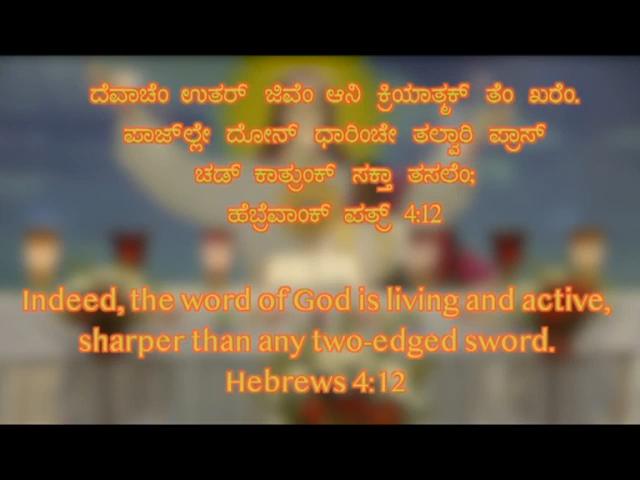 ದೆವಾಚೆಂ ಉತರ್ ಜಿವೆಂ ಆನಿ ಕ್ರಿಯಾತ್ಮಕ್ ತೆಂ ಖರೆಂ.
ಪಾಜ್‌ಲ್ಲೇ ದೋನ್ ಧಾರಿಂಚೇ ತಲ್ವಾರಿ ಪ್ರಾಸ್
ಚಡ್ ಕಾತ್ರುಂಕ್ ಸಕ್ತಾ ತಸಲೆಂ;
ಹೆಬ್ರೆವಾಂಕ್ ಪತ್ರ್ 4:12
Indeed, the word of God is living and active,
sharper than any two-edged sword.
Hebrews 4:12